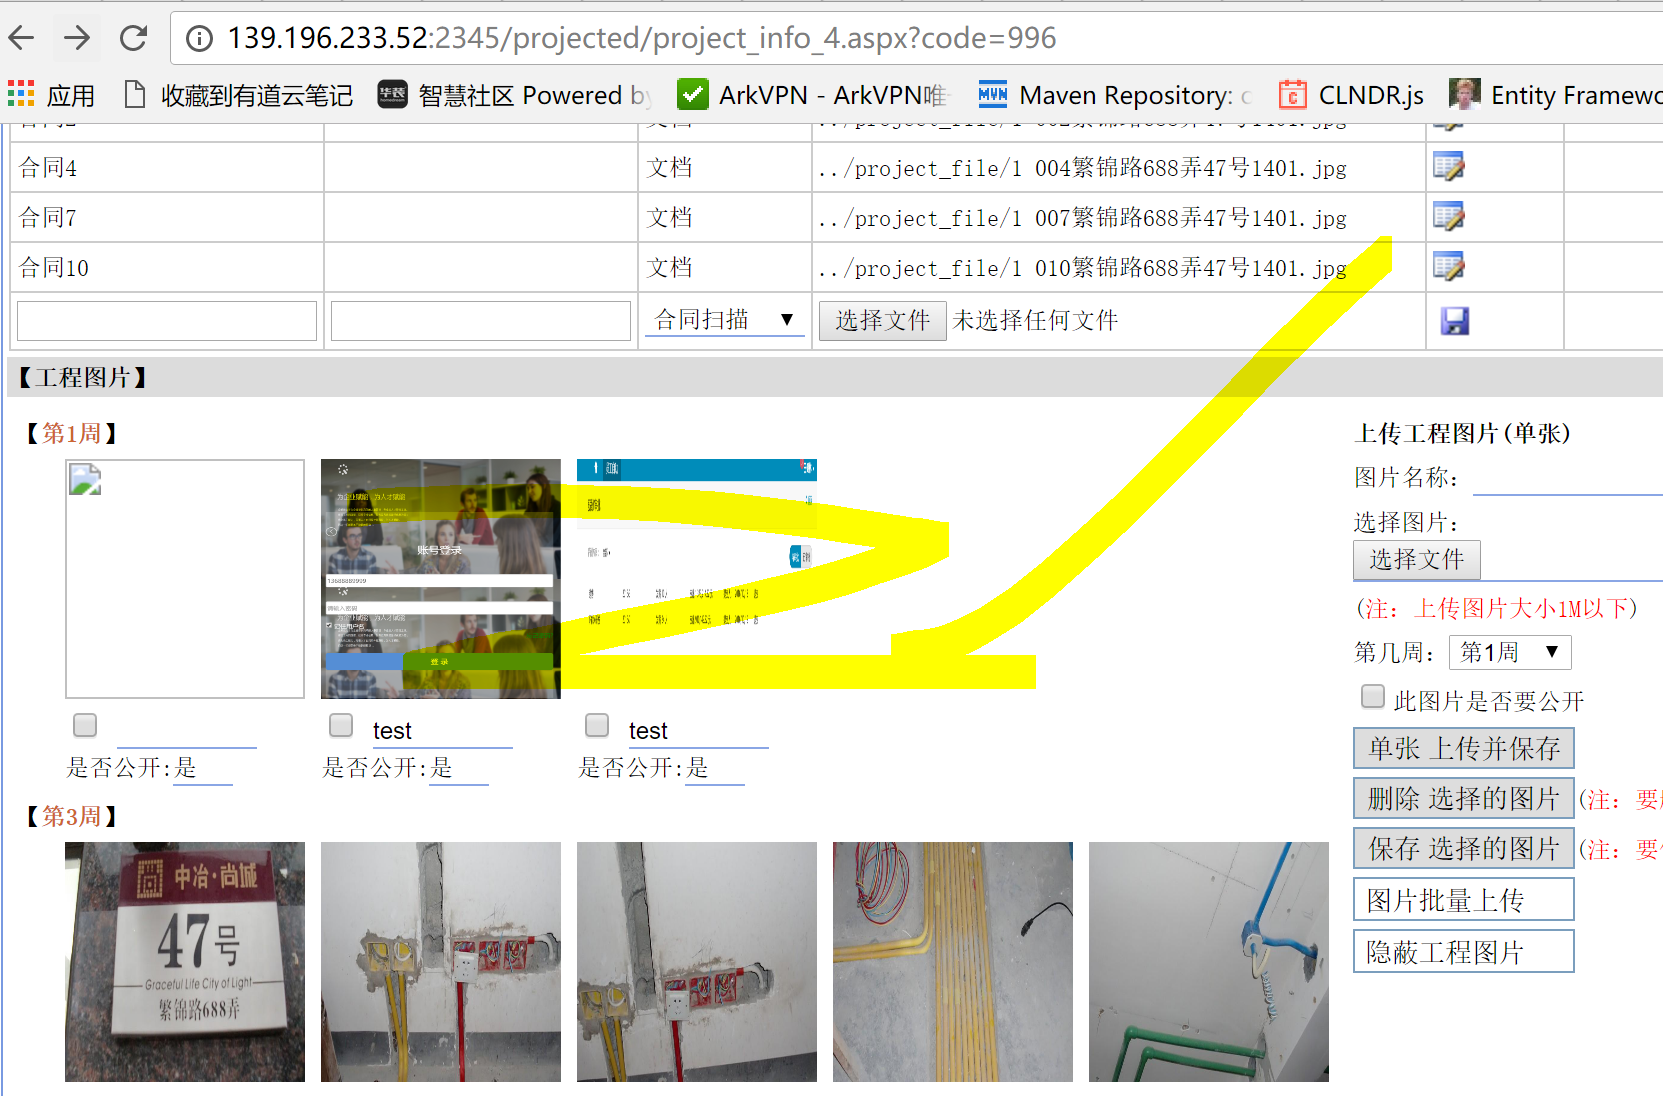 139.196.233.52:2345/projected/project_info_4.aspx?code=996
应用 收藏到有道云笔记 智慧社区 Powered by ArkVPN - ArkVPN唯 Maven Repository: CLNDR.js Entity Framewo
合同4 文档 ../project_file/1 004繁锦路688弄47号1401.jpg
合同7 文档 ../project_file/1 007繁锦路688弄47号1401.jpg
合同10 文档 ../project_file/1 010繁锦路688弄47号1401.jpg
合同扫描 ▼ 选择文件 未选择任何文件
【工程图片】
【第1周】
账号登录
13688889999
请输入密码
登录
test
test
是否公开:是
是否公开:是
是否公开:是
【第3周】
中冶·尚城
47号
Graceful Life City of Light
繁锦路688弄
上传工程图片(单张)
图片名称:
选择图片:
选择文件
(注: 上传图片大小1M以下)
第几周: 第1周 ▼
此图片是否要公开
单张 上传并保存
删除 选择的图片 (注: 要
保存 选择的图片 (注: 要
图片批量上传
隐蔽工程图片